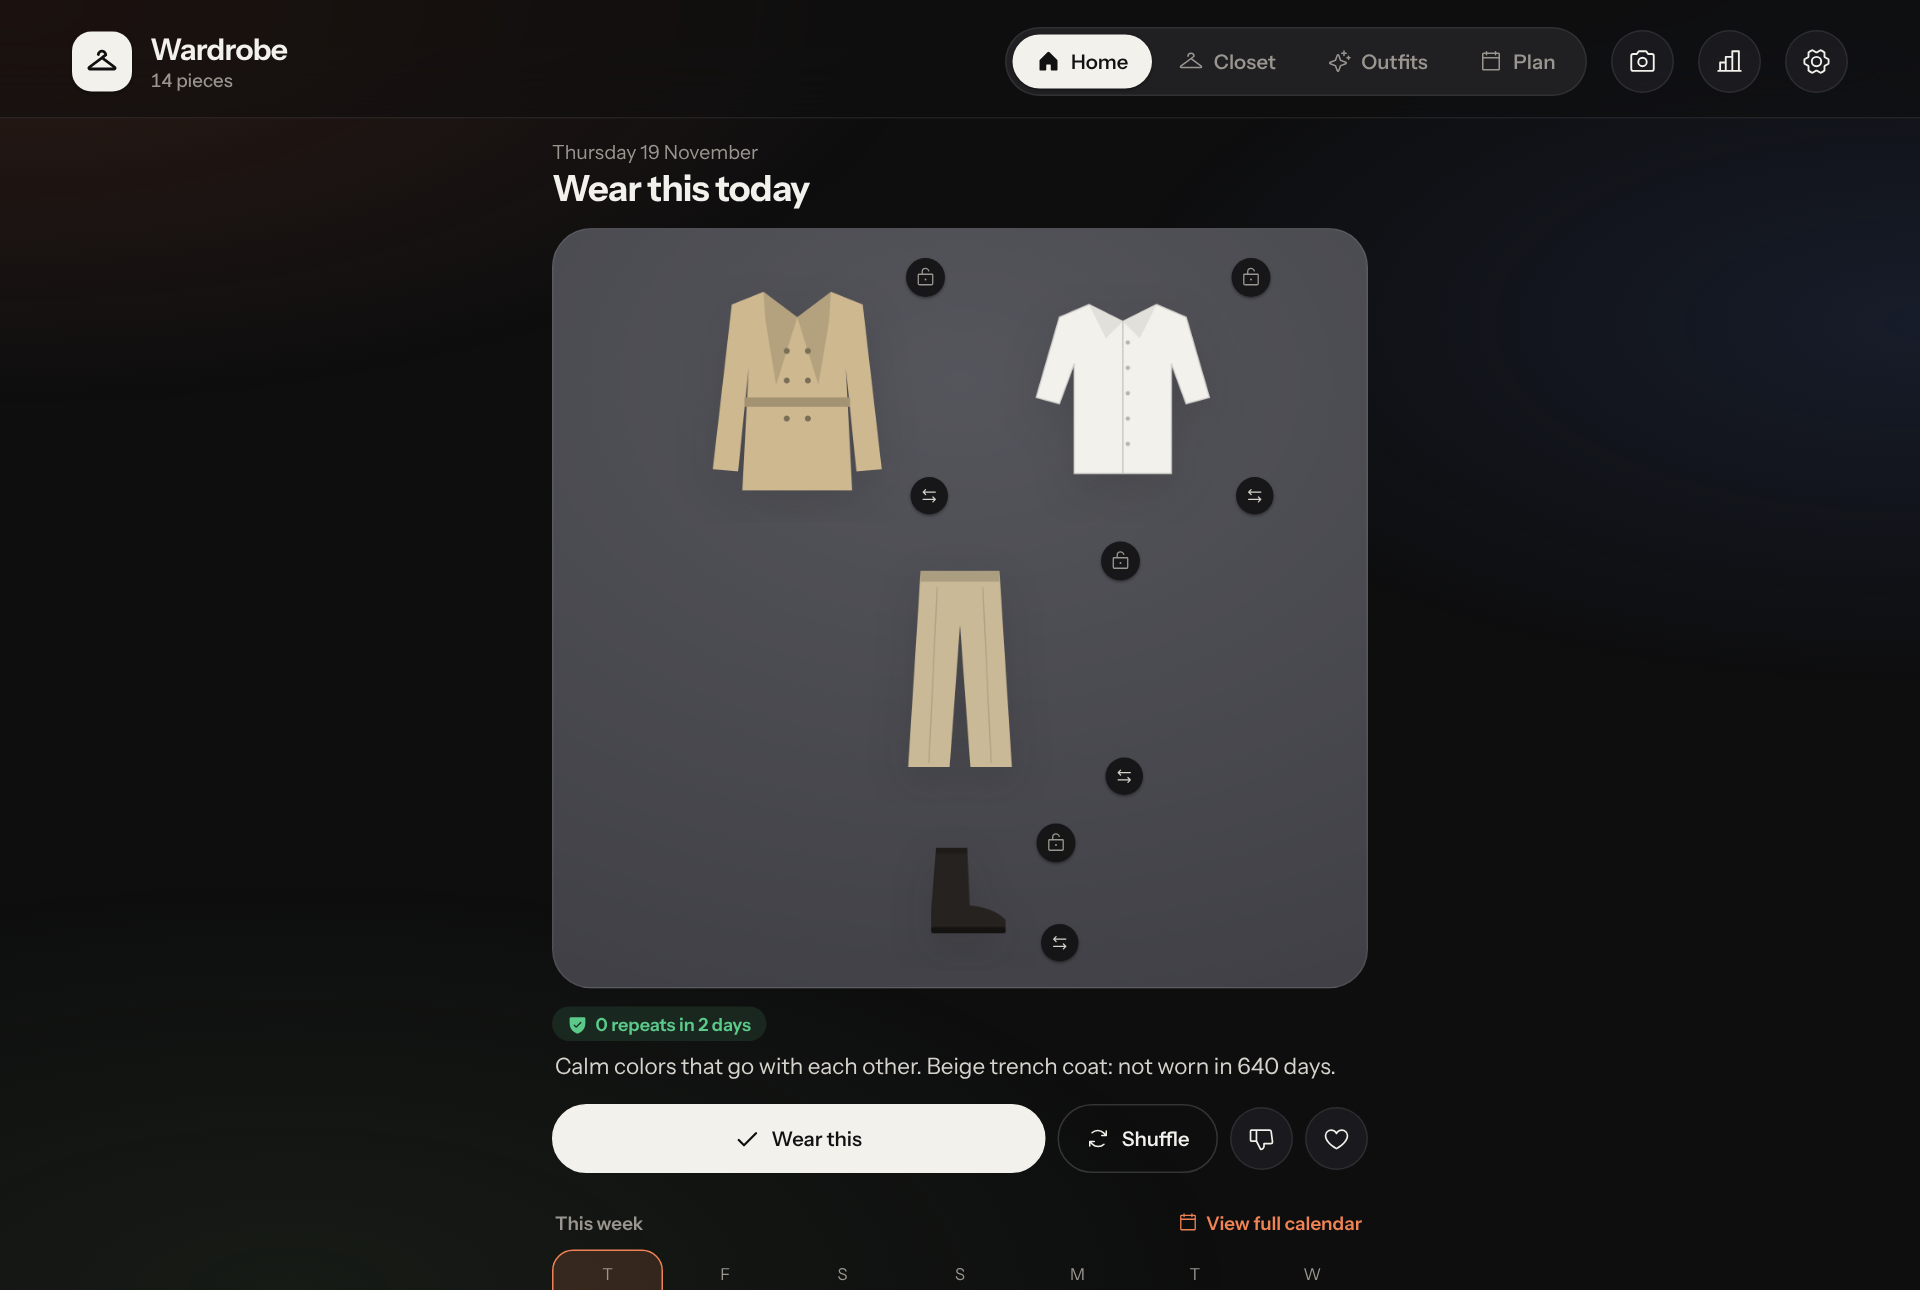 Wardrobe
14 pieces
Home
Closet
Outfits
Plan
Thursday 19 November
Wear this today
0 repeats in 2 days
Calm colors that go with each other. Beige trench coat: not worn in 640 days.
Wear this
Shuffle
This week
View full calendar
T F S S M T W